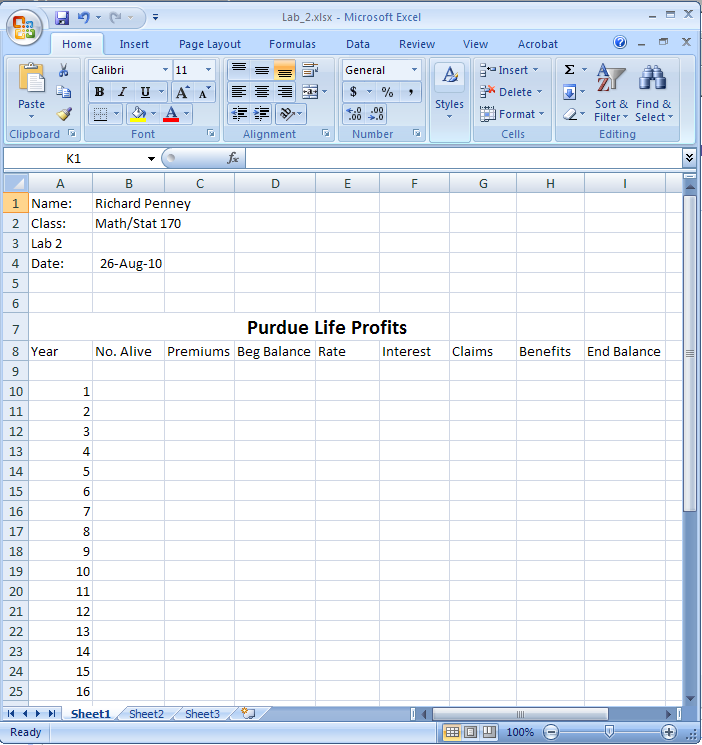 Lab_2.xlsx - Microsoft Excel
Home Insert Page Layout Formulas Data Review View Acrobat
Paste
Clipboard
Calibri 11
B I U A A
A
Font
Alignment
General
$ % ,
.00 .00
Number
A
Styles
Insert
Delete
Format
Cells
Σ
Sort & Filter
Find & Select
Editing
K1 fx
A B C D E F G H I
1 Name: Richard Penney
2 Class: Math/Stat 170
3 Lab 2
4 Date: 26-Aug-10
5
6
7 Purdue Life Profits
8 Year No. Alive Premiums Beg Balance Rate Interest Claims Benefits End Balance
9
10 1
11 2
12 3
13 4
14 5
15 6
16 7
17 8
18 9
19 10
20 11
21 12
22 13
23 14
24 15
25 16
Sheet1 Sheet2 Sheet3
Ready 100%